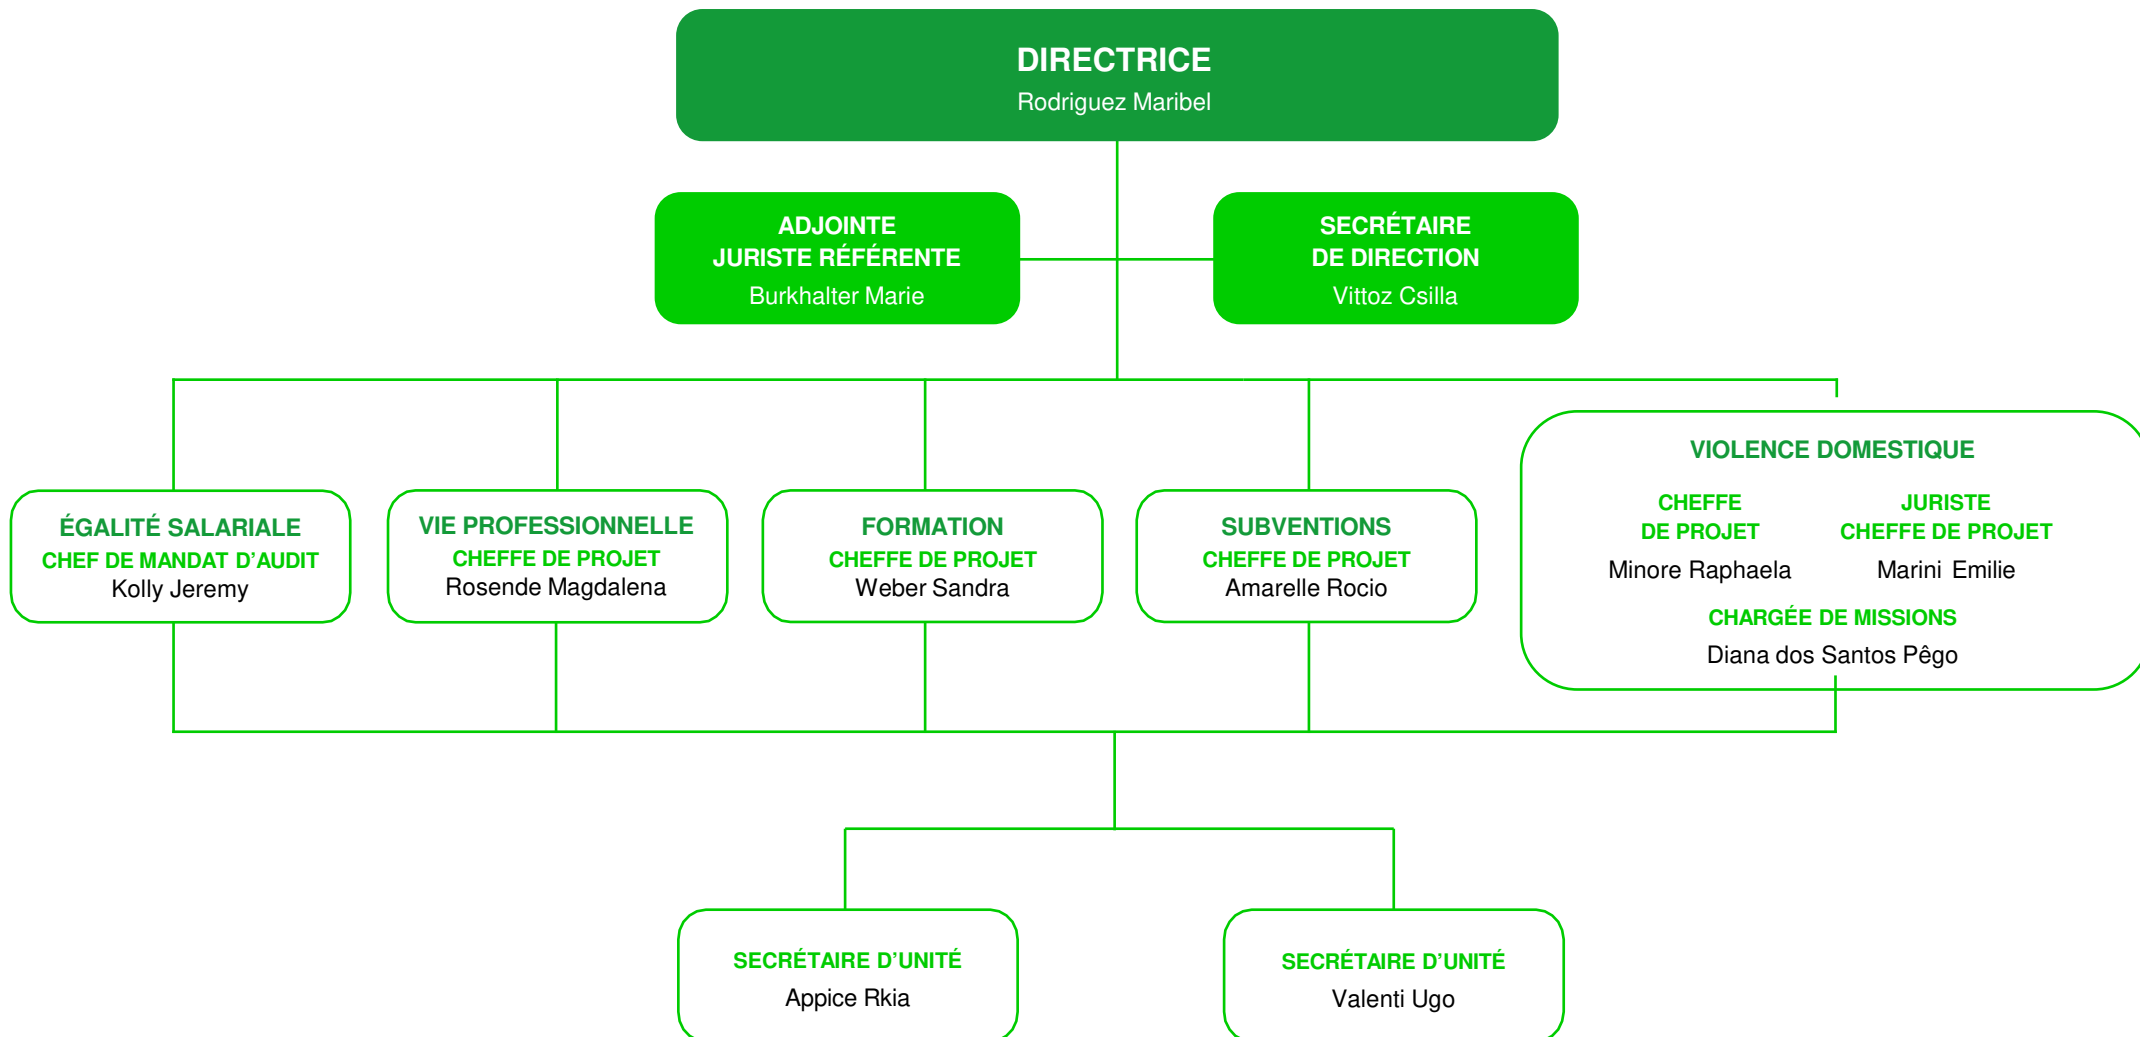 DIRECTRICE
Rodriguez Maribel
ADJOINTE
JURISTE RÉFÉRENTE
Burkhalter Marie
SECRÉTAIRE
DE DIRECTION
Vittoz Csilla
ÉGALITÉ SALARIALE
CHEF DE MANDAT D’AUDIT
Kolly Jeremy
VIE PROFESSIONNELLE
CHEFFE DE PROJET
Rosende Magdalena
FORMATION
CHEFFE DE PROJET
Weber Sandra
SUBVENTIONS
CHEFFE DE PROJET
Amarelle Rocio
VIOLENCE DOMESTIQUE
CHEFFE
DE PROJET
Minore Raphaela
JURISTE
CHEFFE DE PROJET
Marini Emilie
CHARGÉE DE MISSIONS
Diana dos Santos Pêgo
SECRÉTAIRE D’UNITÉ
Appice Rkia
SECRÉTAIRE D’UNITÉ
Valenti Ugo